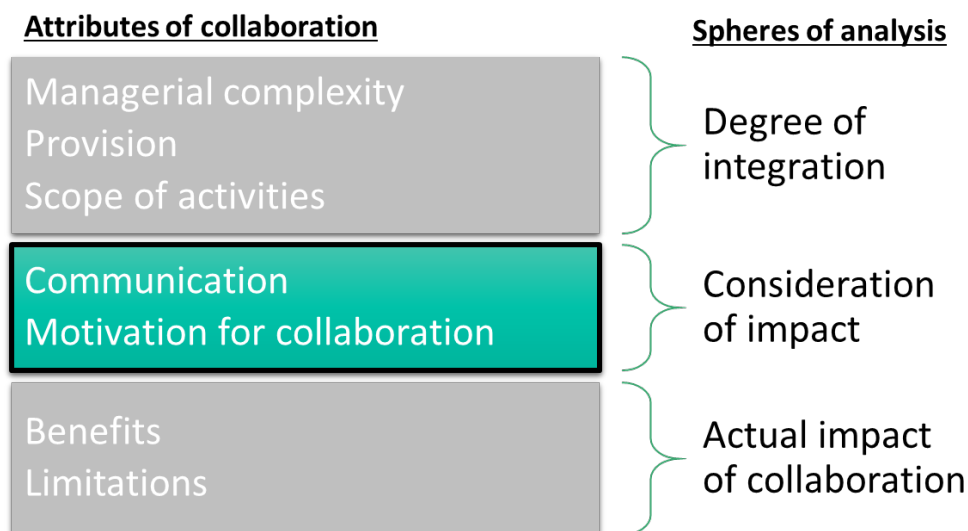 Attributes of collaboration
Spheres of analysis
Managerial complexity
Provision
Scope of activities
Degree of
integration
Communication
Motivation for collaboration
Consideration
of impact
Benefits
Limitations
Actual impact
of collaboration